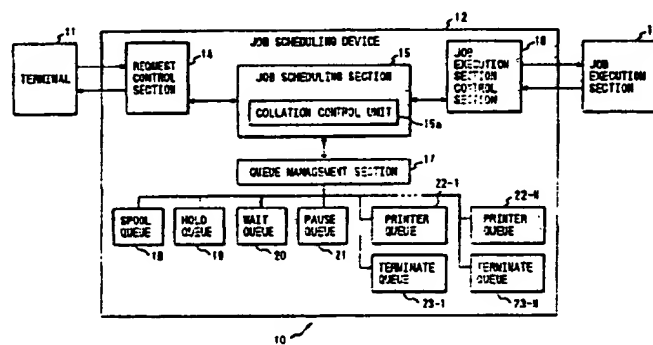 11
12
TERMINAL
JOB SCHEDULING DEVICE
14
REQUEST
CONTROL
SECTION
15
JOB SCHEDULING SECTION
COLLATION CONTROL UNIT
15a
JOB
EXECUTION
SECTION
CONTROL
SECTION
JOB
EXECUTION
SECTION
QUEUE MANAGEMENT SECTION
17
SPOOL
QUEUE
18
HOLD
QUEUE
19
WAIT
QUEUE
20
PAUSE
QUEUE
21
22-1
PRINTER
QUEUE
22-N
PRINTER
QUEUE
TERMINATE
QUEUE
23-1
TERMINATE
QUEUE
23-N
10